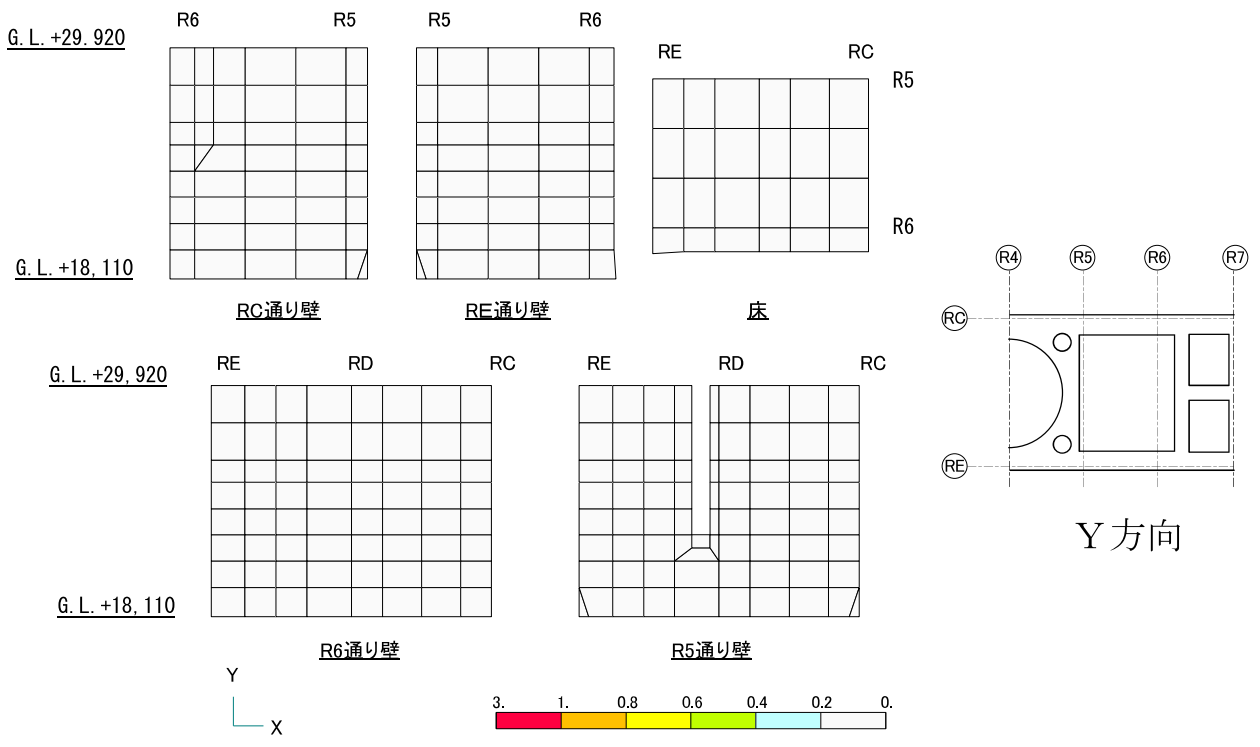 R6 R5 R5 R6
G.L.+29.920
RE RC
R5
R6
G.L.+18,110
RC通り壁 RE通り壁 床
R4 R5 R6 R7
RC
RE
Y方向
RE RD RC RE RD RC
G.L.+29,920
G.L.+18,110
R6通り壁 R5通り壁
Y
X
3. 1. 0.8 0.6 0.4 0.2 0.